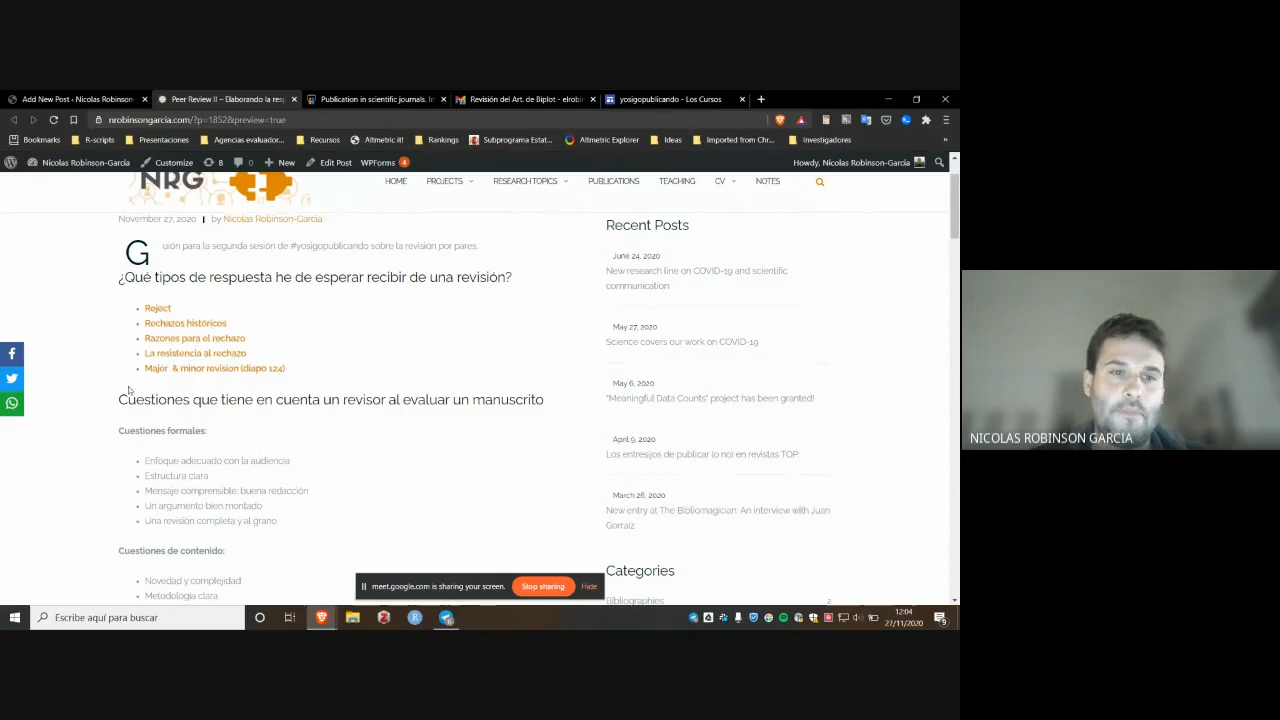 Add New Post ‹ Nicolas Robinson-
Peer Review II – Elaborando la resp
Publication in scientific journals. In
Revisión del Art. de Biplot - elrobin
yosigopublicando - Los Cursos
nrobinsongarcia.com/?p=1852&preview=true
Bookmarks
R-scripts
Presentaciones
Agencias evaluador...
Recursos
Altmetric it!
Rankings
Subprograma Estat...
Altmetric Explorer
Ideas
Imported from Chr...
Investigadores
Nicolas Robinson-Garcia
Customize
8
0
New
Edit Post
WPForms 4
Howdy, Nicolas Robinson-Garcia
NRG
HOME
PROJECTS
RESEARCH TOPICS
PUBLICATIONS
TEACHING
CV
NOTES
November 27, 2020 | by Nicolas Robinson-Garcia
Guión para la segunda sesión de #yosigopublicando sobre la revisión por pares.
¿Qué tipos de respuesta he de esperar recibir de una revisión?
Reject
Rechazos históricos
Razones para el rechazo
La resistencia al rechazo
Major & minor revision (diapo 124)
Cuestiones que tiene en cuenta un revisor al evaluar un manuscrito
Cuestiones formales:
Enfoque adecuado con la audiencia
Estructura clara
Mensaje comprensible: buena redacción
Un argumento bien montado
Una revisión completa y al grano
Cuestiones de contenido:
Novedad y complejidad
Metodología clara
Recent Posts
June 24, 2020
New research line on COVID-19 and scientific
communication
May 27, 2020
Science covers our work on COVID-19
May 6, 2020
"Meaningful Data Counts" project has been granted!
April 9, 2020
Los entresijos de publicar (o no) en revistas TOP
March 26, 2020
New entry at The Bibliomagician: An interview with Juan
Gorraiz
Categories
Bibliographies
2
meet.google.com is sharing your screen.
Stop sharing
Hide
Escribe aquí para buscar
12:04
27/11/2020
NICOLAS ROBINSON GARCIA